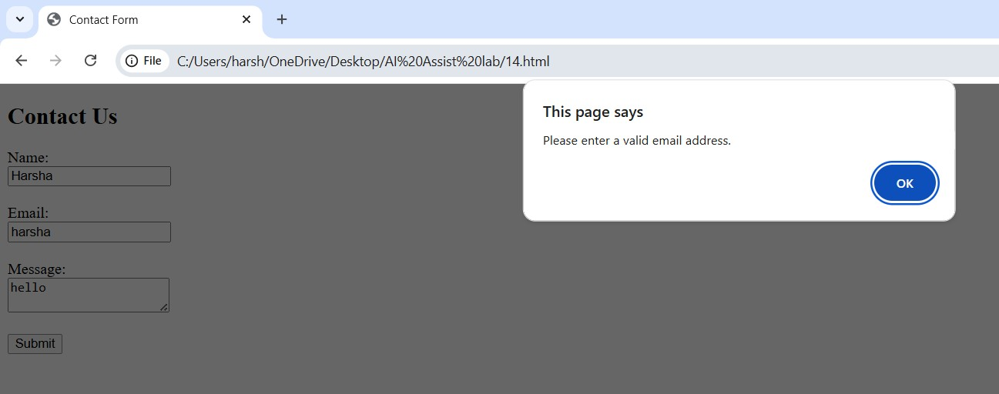 Contact Form
File C:/Users/harsh/OneDrive/Desktop/AI%20Assist%20lab/14.html
This page says
Please enter a valid email address.
OK
Contact Us
Name:
Harsha
Email:
harsha
Message:
hello
Submit